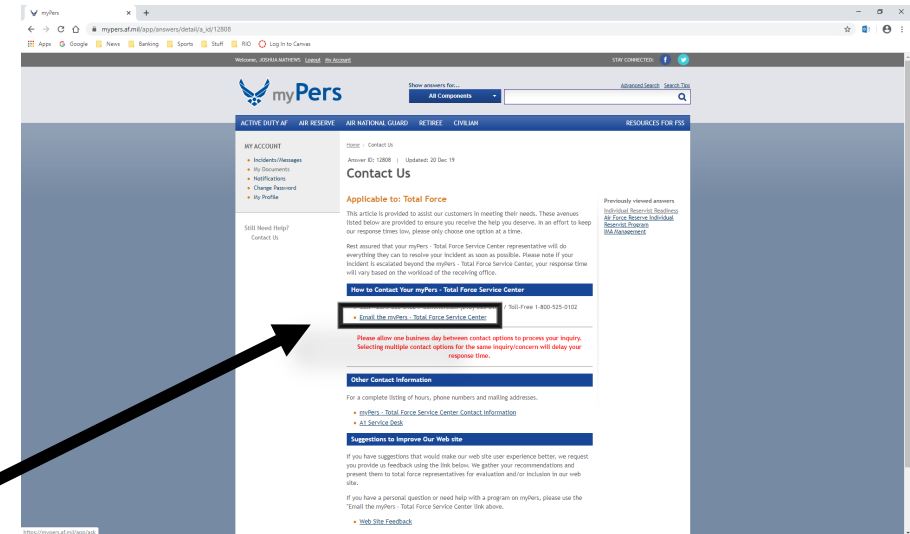 myPers
mypers.af.mil/app/answers/detail/a_id/12808
Apps Google News Banking Sports Stuff RIO Log In to Canvas
Welcome, JOSHUA MATHEWS Logout My Account
STAY CONNECTED:
myPers
Show answers for...
All Components
Advanced Search Search Tips
ACTIVE DUTY AF AIR RESERVE AIR NATIONAL GUARD RETIREE CIVILIAN RESOURCES FOR FSS
MY ACCOUNT
Incidents/Messages
My Documents
Notifications
Change Password
My Profile
Still Need Help?
Contact Us
Home > Contact Us
Answer ID: 12808 | Updated: 20 Dec 19
Contact Us
Applicable to: Total Force
This article is provided to assist our customers in meeting their needs. These avenues
listed below are provided to ensure you receive the help you deserve. In an effort to keep
our response times low, please only choose one option at a time.
Rest assured that your myPers - Total Force Service Center representative will do
everything they can to resolve your incident as soon as possible. Please note if your
incident is escalated beyond the myPers - Total Force Service Center, your response time
will vary based on the workload of the receiving office.
How to Contact Your myPers - Total Force Service Center
/ Toll-Free 1-800-525-0102
Email the myPers - Total Force Service Center
Please allow one business day between contact options to process your inquiry.
Selecting multiple contact options for the same inquiry/concern will delay your
response time.
Other Contact Information
For a complete listing of hours, phone numbers and mailing addresses.
myPers - Total Force Service Center Contact Information
A1 Service Desk
Suggestions to Improve Our Web site
If you have suggestions that would make our web site user experience better, we request
you provide us feedback using the link below. We gather your recommendations and
present them to total force representatives for evaluation and/or inclusion in our web
site.
If you have a personal question or need help with a program on myPers, please use the
"Email the myPers - Total Force Service Center link above.
Web Site Feedback
Previously viewed answers
Individual Reservist Readiness
Air Force Reserve Individual
Reservist Program
IMA Management
https://mypers.af.mil/app/ask